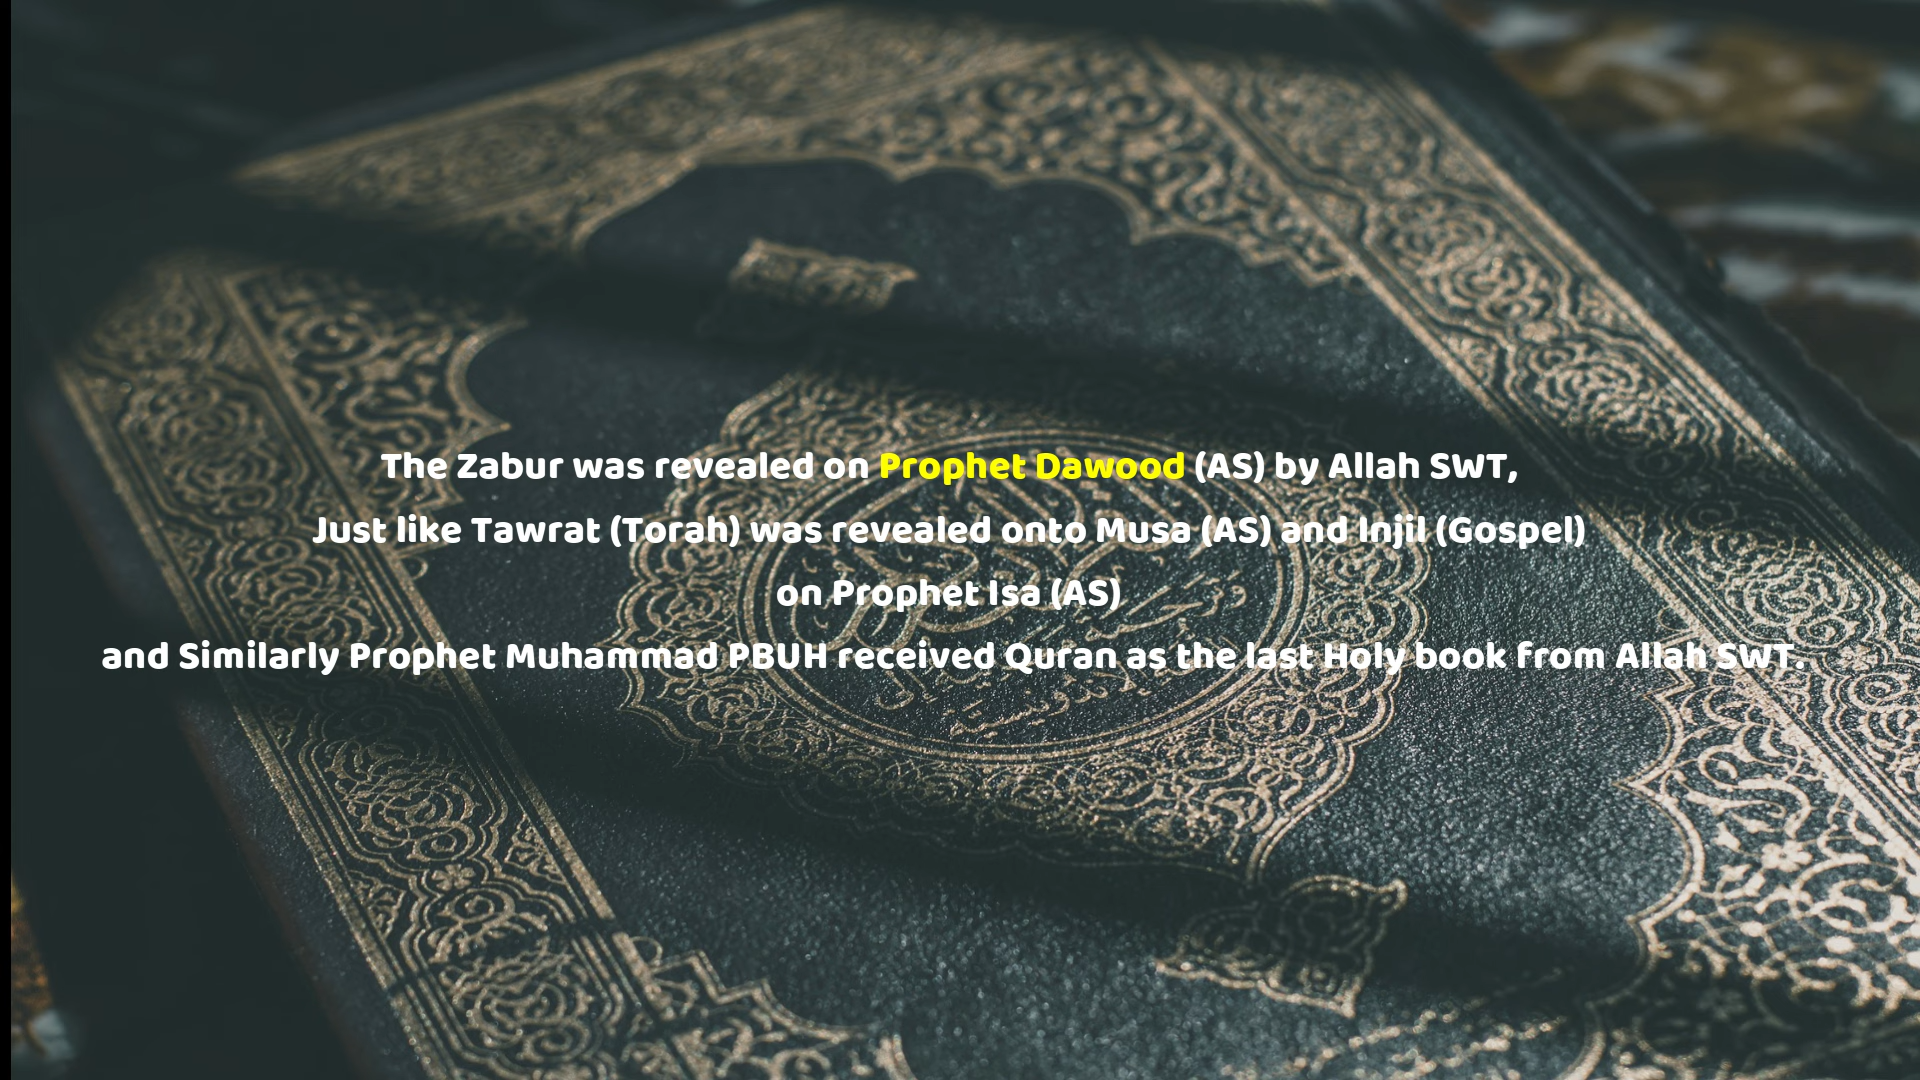 The Zabur was revealed on Prophet Dawood (AS) by Allah SWT,
Just like Tawrat (Torah) was revealed onto Musa (AS) and Injil (Gospel)
on Prophet Isa (AS)
and Similarly Prophet Muhammad PBUH received Quran as the last Holy book from Allah SWT.